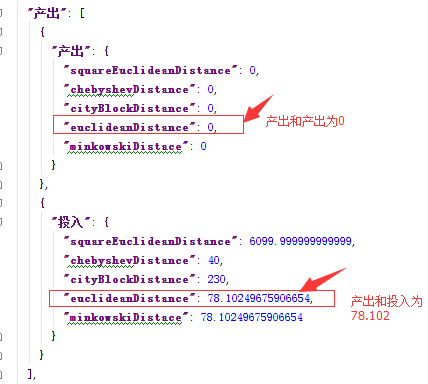 "产出": [
{
"产出": {
"squareEuclideanDistance": 0,
"chebyshevDistance": 0,
"cityBlockDistance": 0,
"euclideanDistance": 0,
产出和产出为0
"minkowskiDistace": 0
}
},
{
"投入": {
"squareEuclideanDistance": 6099.999999999999,
"chebyshevDistance": 40,
"cityBlockDistance": 230,
"euclideanDistance": 78.10249675906654,
产出和投入为
78.102
"minkowskiDistace": 78.10249675906654
}
}
],